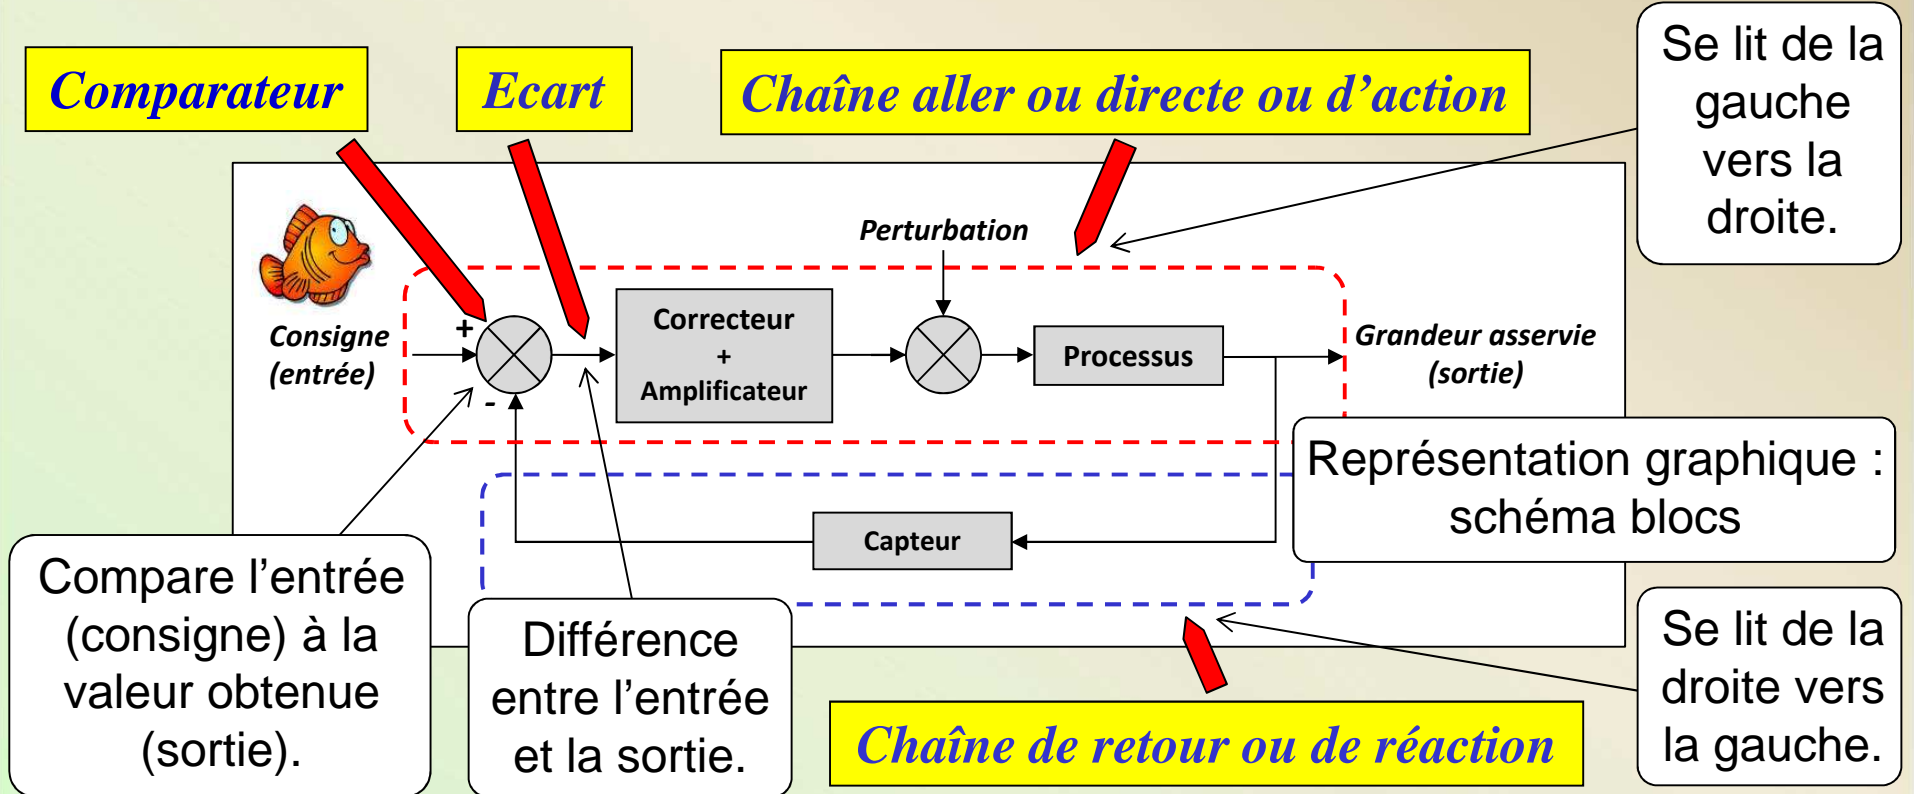 Comparateur
Ecart
Chaîne aller ou directe ou d’action
Se lit de la
gauche
vers la
droite.
Perturbation
Consigne
(entrée)
+
-
Correcteur
+
Amplificateur
Processus
Grandeur asservie
(sortie)
Représentation graphique :
schéma blocs
Capteur
Compare l’entrée
(consigne) à la
valeur obtenue
(sortie).
Différence
entre l’entrée
et la sortie.
Chaîne de retour ou de réaction
Se lit de la
droite vers
la gauche.